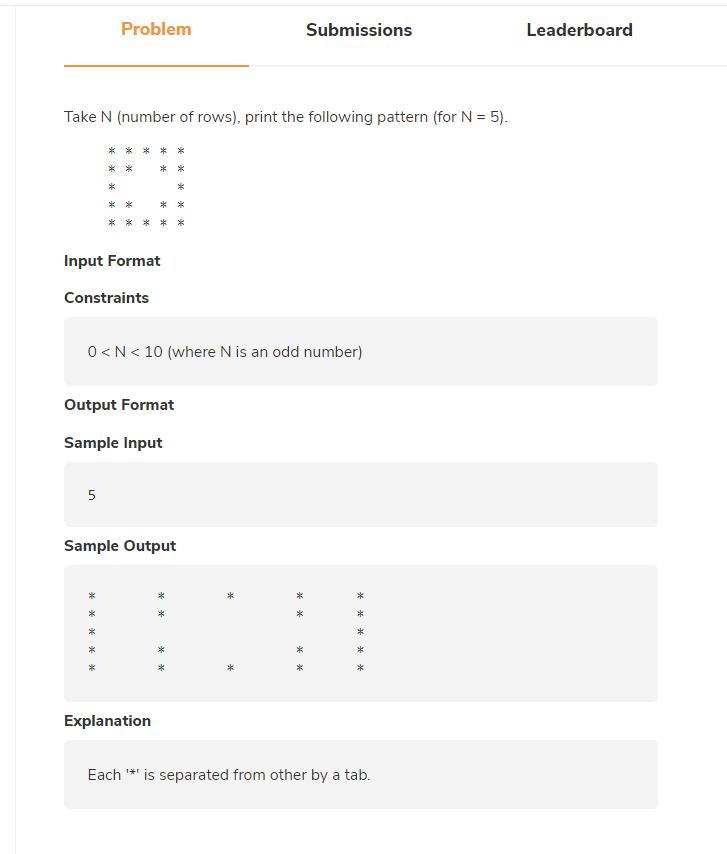 Problem Submissions Leaderboard
Take N (number of rows), print the following pattern (for N = 5).
* * * * *
* *   * *
*       *
* *   * *
* * * * *
Input Format
Constraints
0 < N < 10 (where N is an odd number)
Output Format
Sample Input
5
Sample Output
*	*	*	*	*
*	*		*	*
*				*
*	*		*	*
*	*	*	*	*
Explanation
Each '*' is separated from other by a tab.